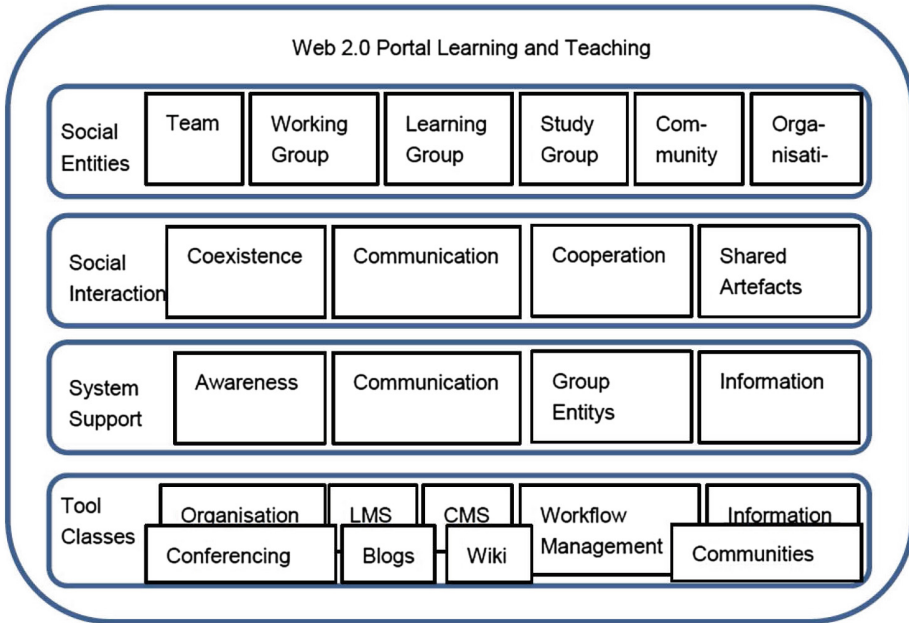 Web 2.0 Portal Learning and Teaching
Social
Entities
Team
Working
Group
Learning
Group
Study
Group
Com-
munity
Orga-
nisati-
Social
Interaction
Coexistence
Communication
Cooperation
Shared
Artefacts
System
Support
Awareness
Communication
Group
Entitys
Information
Tool
Classes
Organisation
LMS
CMS
Workflow
Management
Information
Conferencing
Blogs
Wiki
Communities